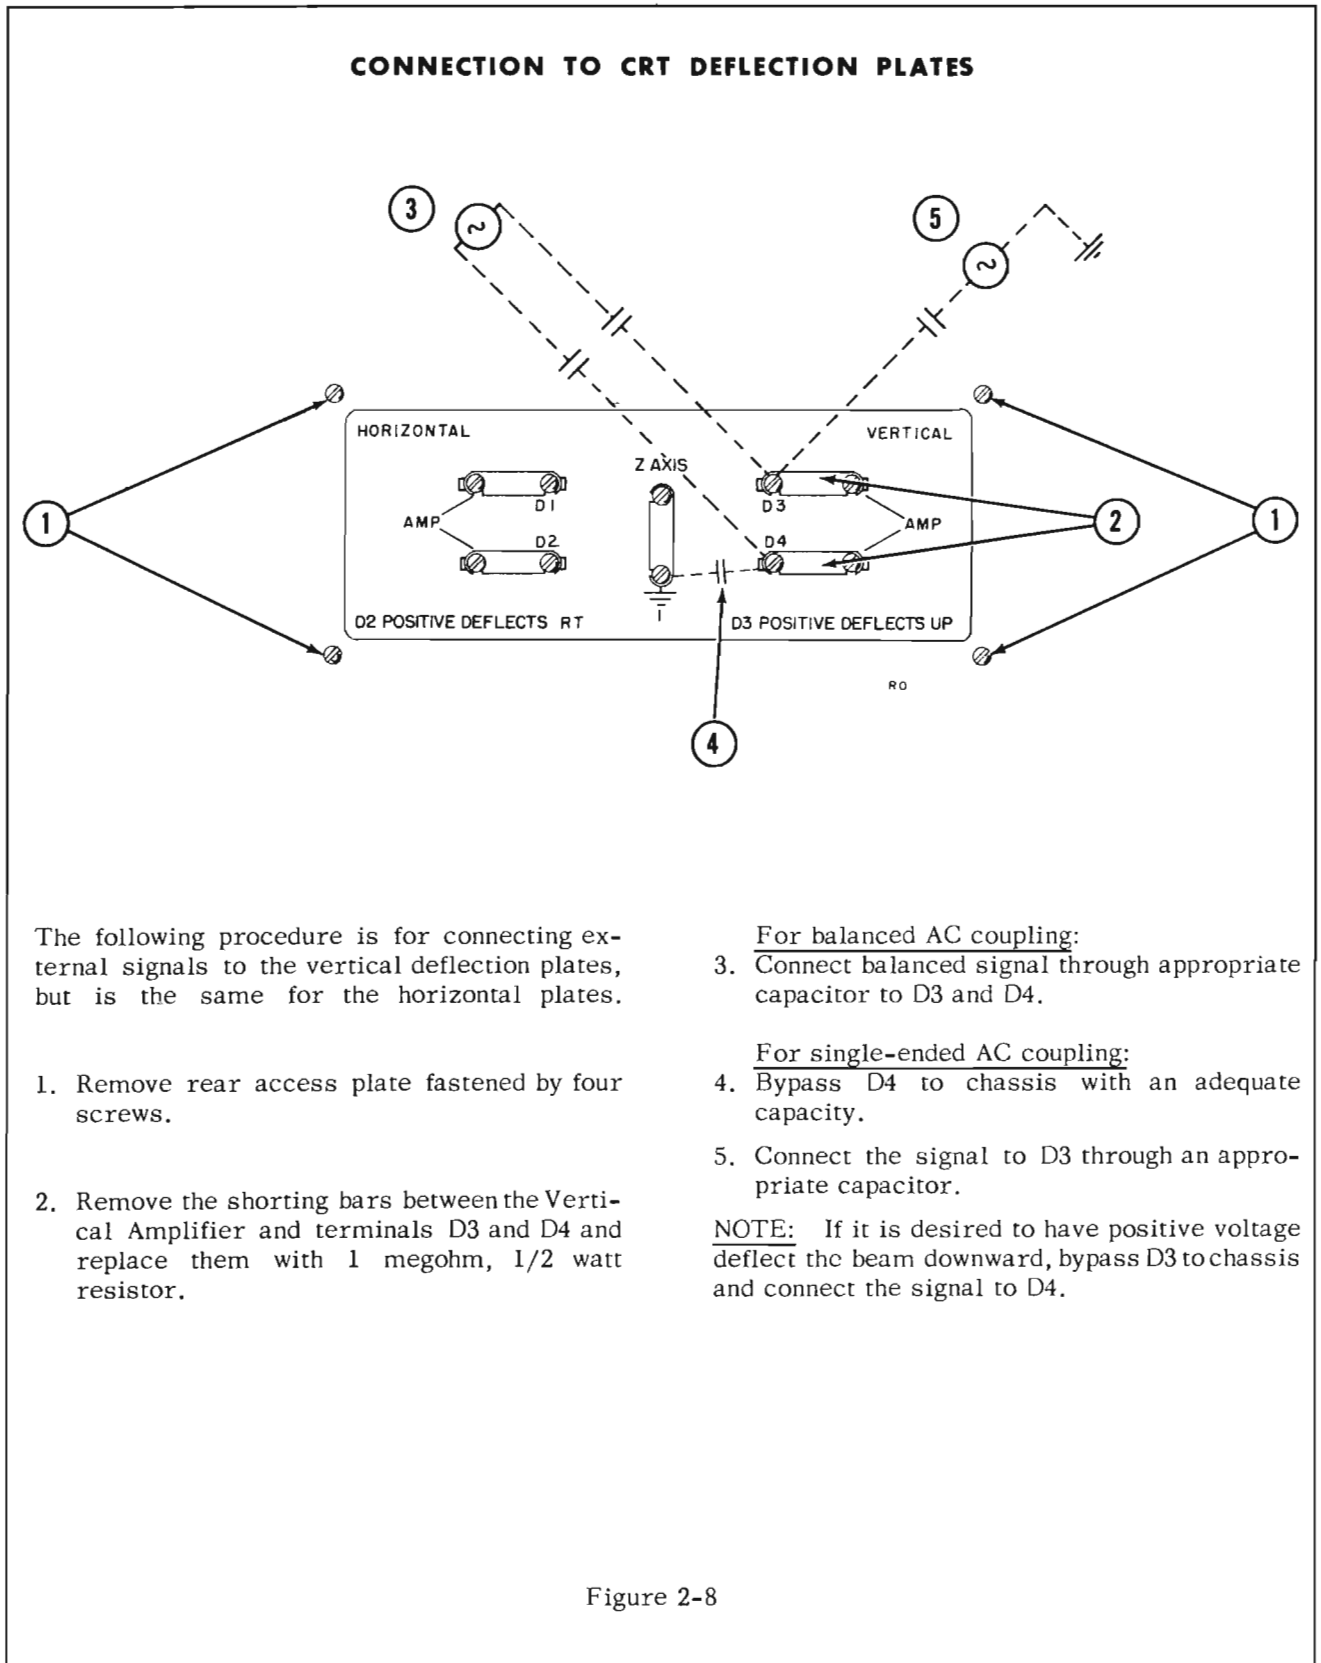 CONNECTION TO CRT DEFLECTION PLATES
3
5
HORIZONTAL
VERTICAL
Z AXIS
D1
D3
1
AMP
AMP
2
1
D2
D4
D2 POSITIVE DEFLECTS RT
D3 POSITIVE DEFLECTS UP
RO
4
The following procedure is for connecting ex-
ternal signals to the vertical deflection plates,
but is the same for the horizontal plates.
1. Remove rear access plate fastened by four
screws.
2. Remove the shorting bars between the Verti-
cal Amplifier and terminals D3 and D4 and
replace them with 1 megohm, 1/2 watt
resistor.
For balanced AC coupling:
3. Connect balanced signal through appropriate
capacitor to D3 and D4.
For single-ended AC coupling:
4. Bypass D4 to chassis with an adequate
capacity.
5. Connect the signal to D3 through an appro-
priate capacitor.
NOTE: If it is desired to have positive voltage
deflect the beam downward, bypass D3 to chassis
and connect the signal to D4.
Figure 2-8